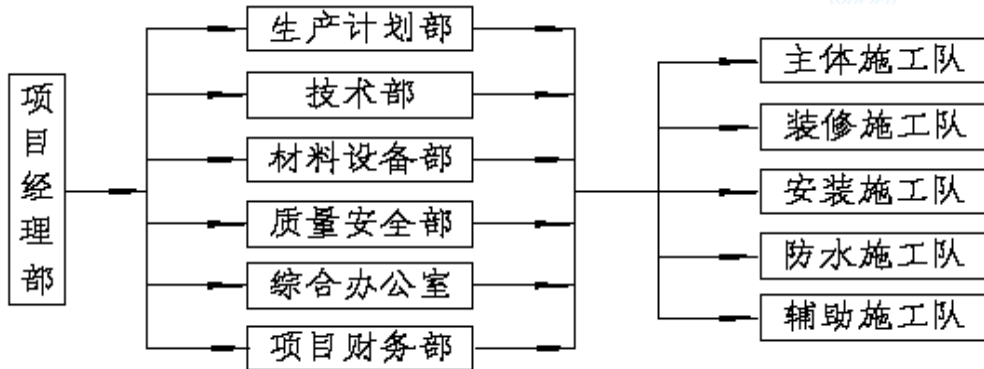 项目经理部
生产计划部
技术部
材料设备部
质量安全部
综合办公室
项目财务部
主体施工队
装修施工队
安装施工队
防水施工队
辅助施工队